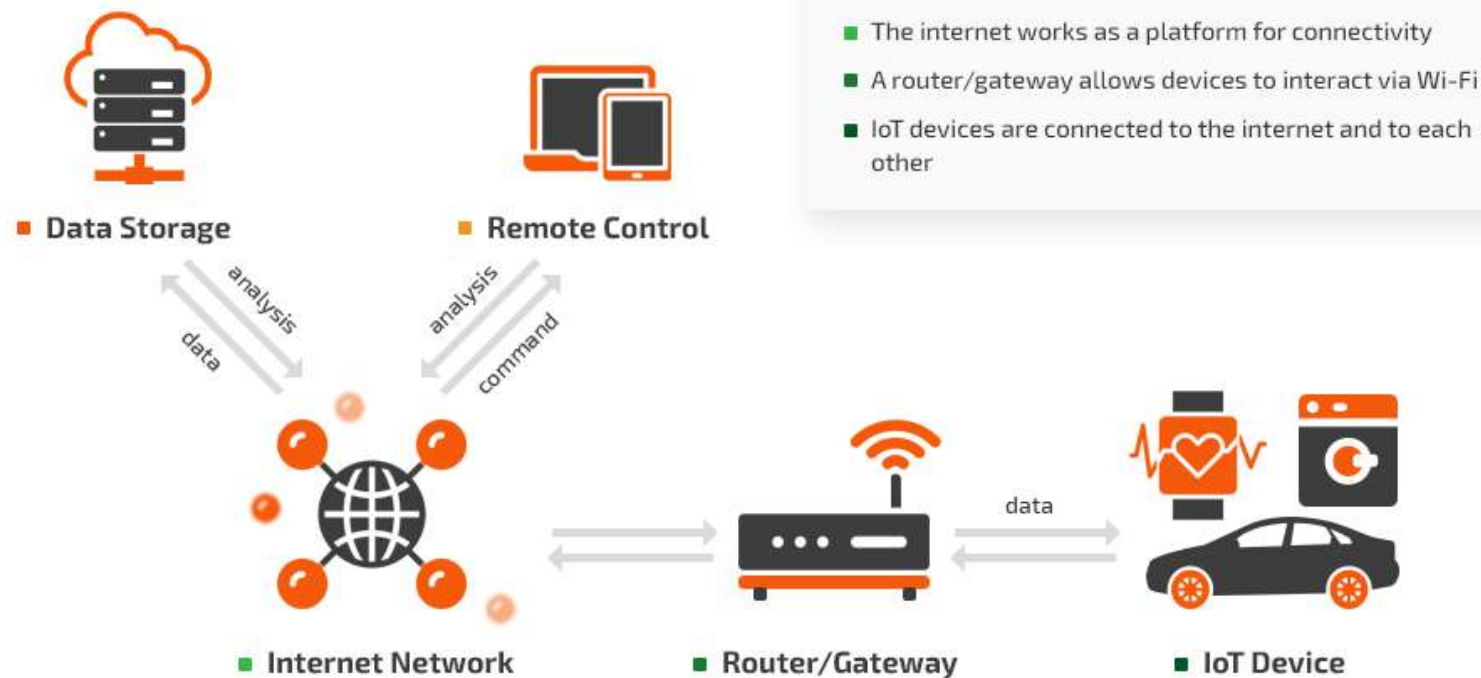 The internet works as a platform for connectivity
A router/gateway allows devices to interact via Wi-Fi
IoT devices are connected to the internet and to each
other
Data Storage
Remote Control
analysis
data
analysis
command
data
Internet Network
Router/Gateway
IoT Device